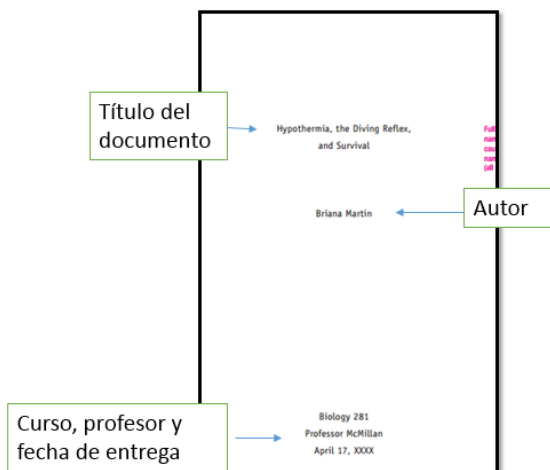 Título del
documento
Hypothermia, the Diving Reflex,
and Survival
Briana Martin
Autor
Curso, profesor y
fecha de entrega
Biology 281
Professor McMillan
April 17, XXXX